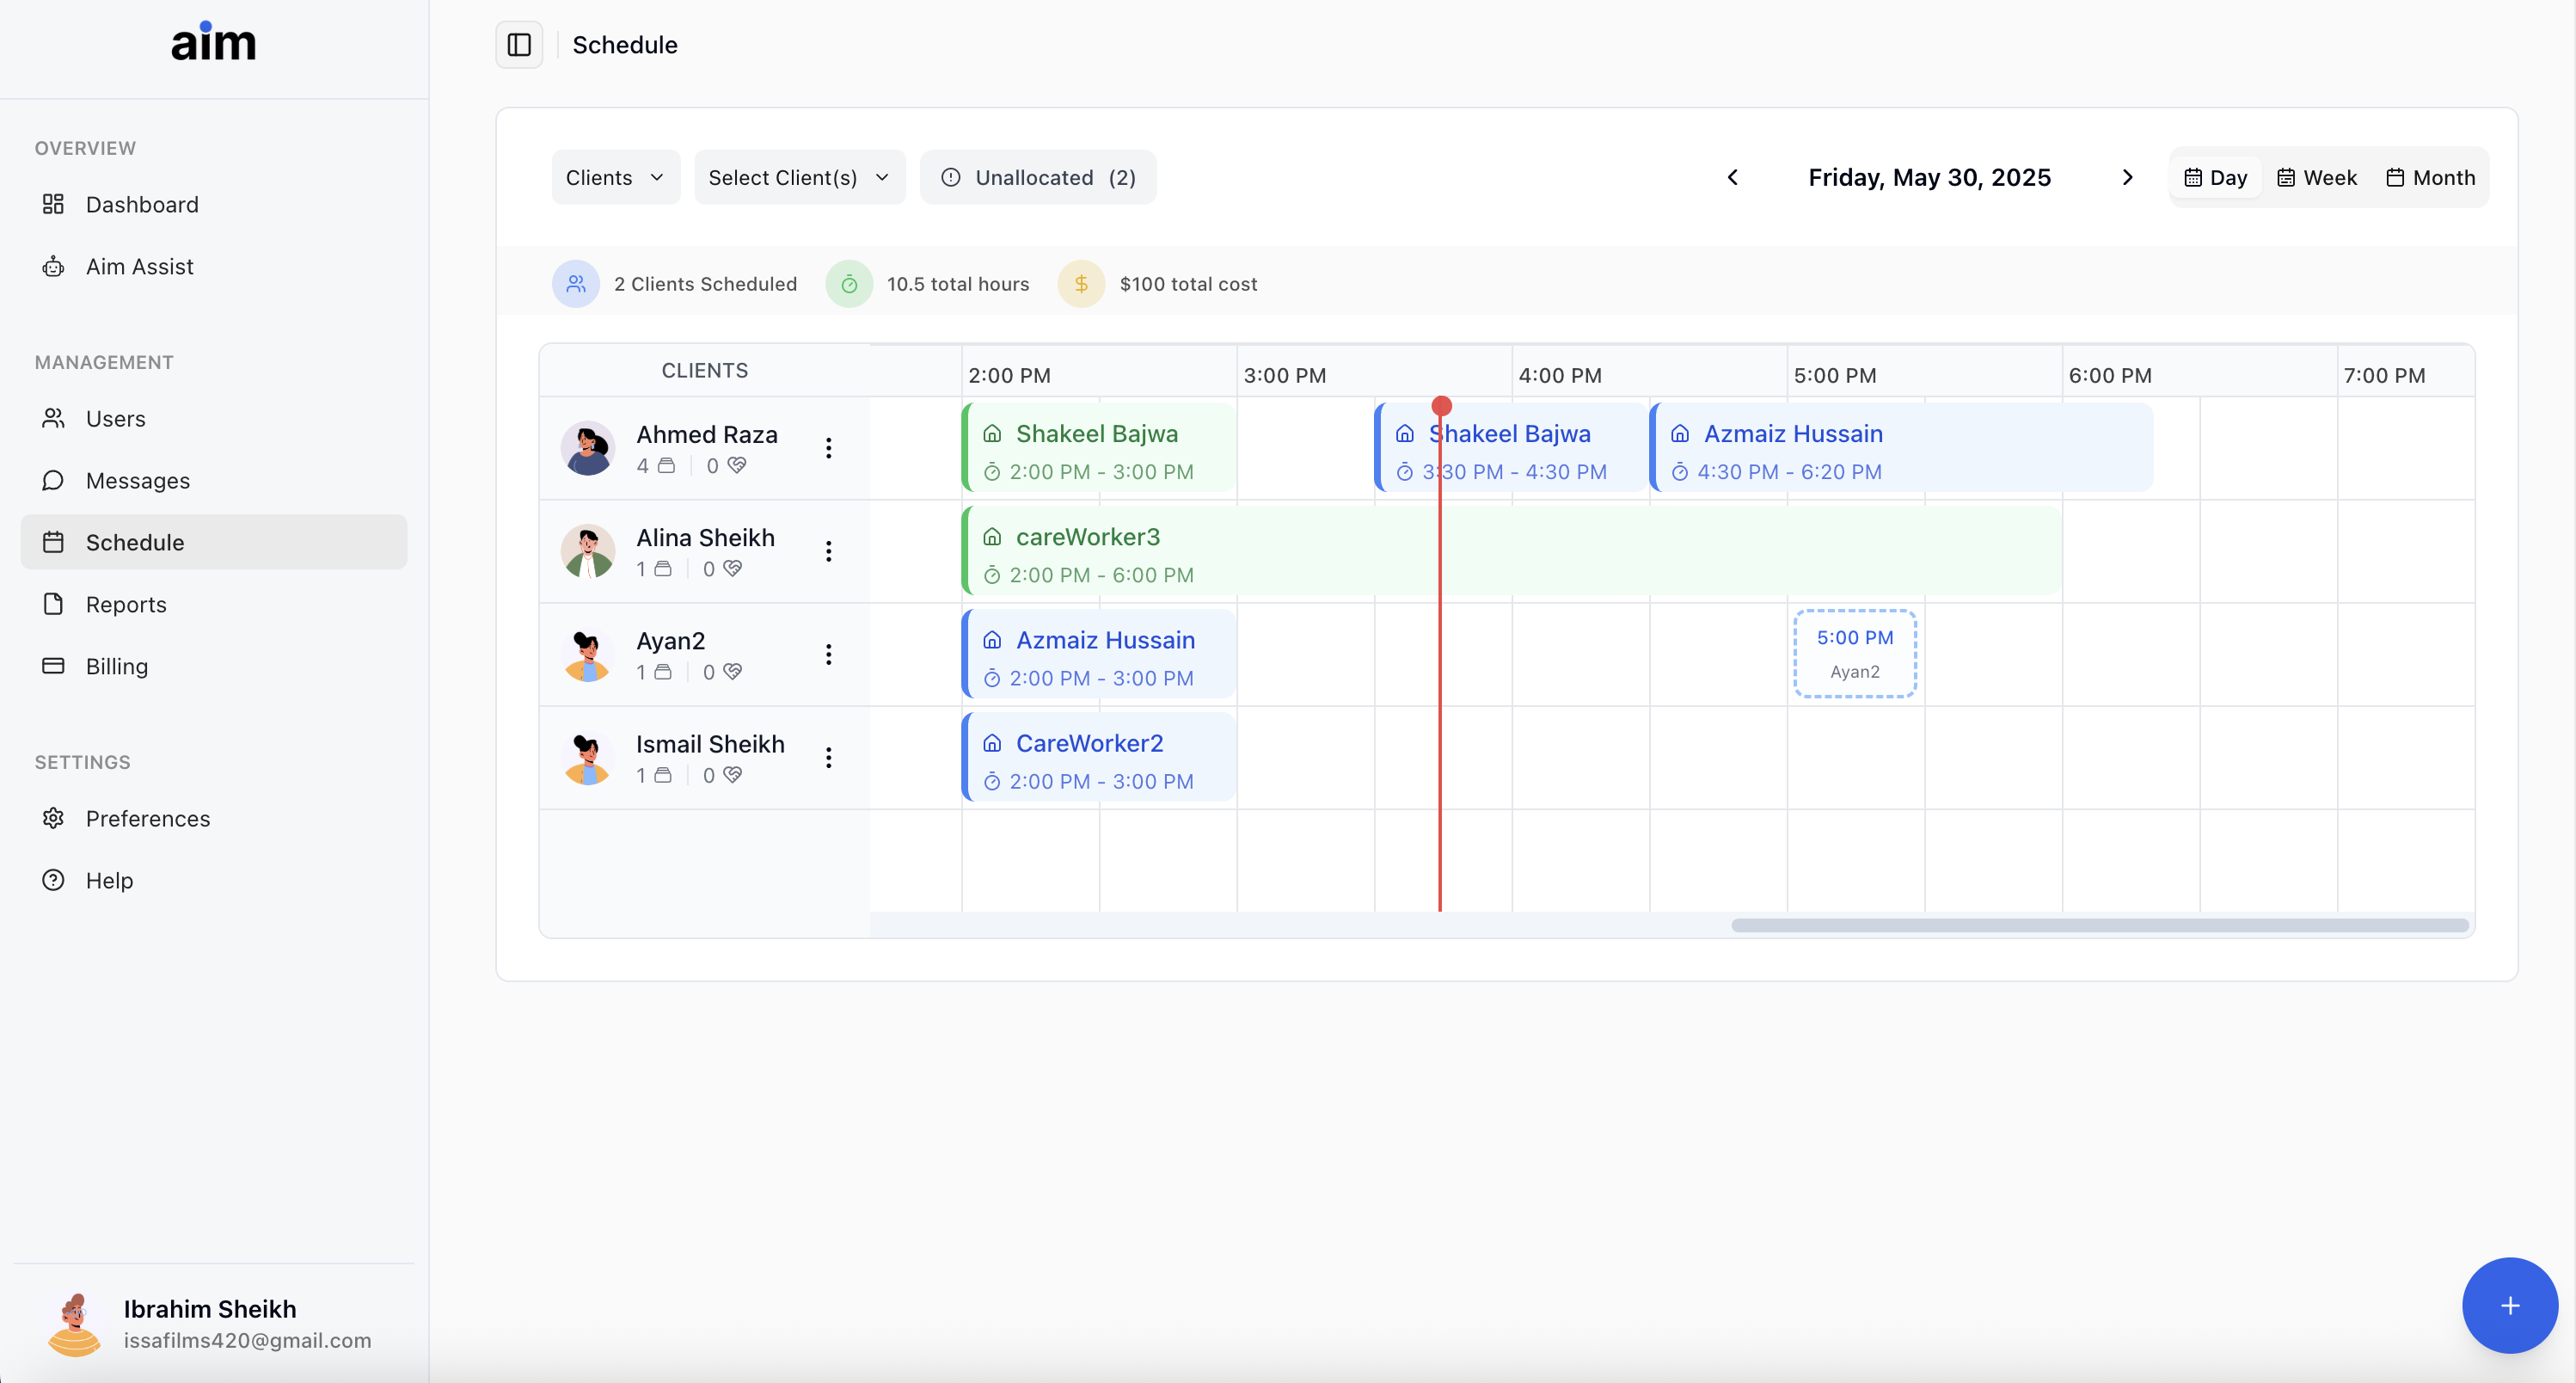 aim
Schedule
OVERVIEW
Dashboard
Aim Assist
MANAGEMENT
Users
Messages
Schedule
Reports
Billing
SETTINGS
Preferences
Help
Ibrahim Sheikh
issafilms420@gmail.com
Clients
Select Client(s)
Unallocated (2)
Friday, May 30, 2025
Day
Week
Month
2 Clients Scheduled
10.5 total hours
$100 total cost
CLIENTS
2:00 PM
3:00 PM
4:00 PM
5:00 PM
6:00 PM
7:00 PM
Ahmed Raza
4 0
Shakeel Bajwa
2:00 PM - 3:00 PM
Shakeel Bajwa
3:30 PM - 4:30 PM
Azmaiz Hussain
4:30 PM - 6:20 PM
Alina Sheikh
1 0
careWorker3
2:00 PM - 6:00 PM
Ayan2
1 0
Azmaiz Hussain
2:00 PM - 3:00 PM
5:00 PM
Ayan2
Ismail Sheikh
1 0
CareWorker2
2:00 PM - 3:00 PM